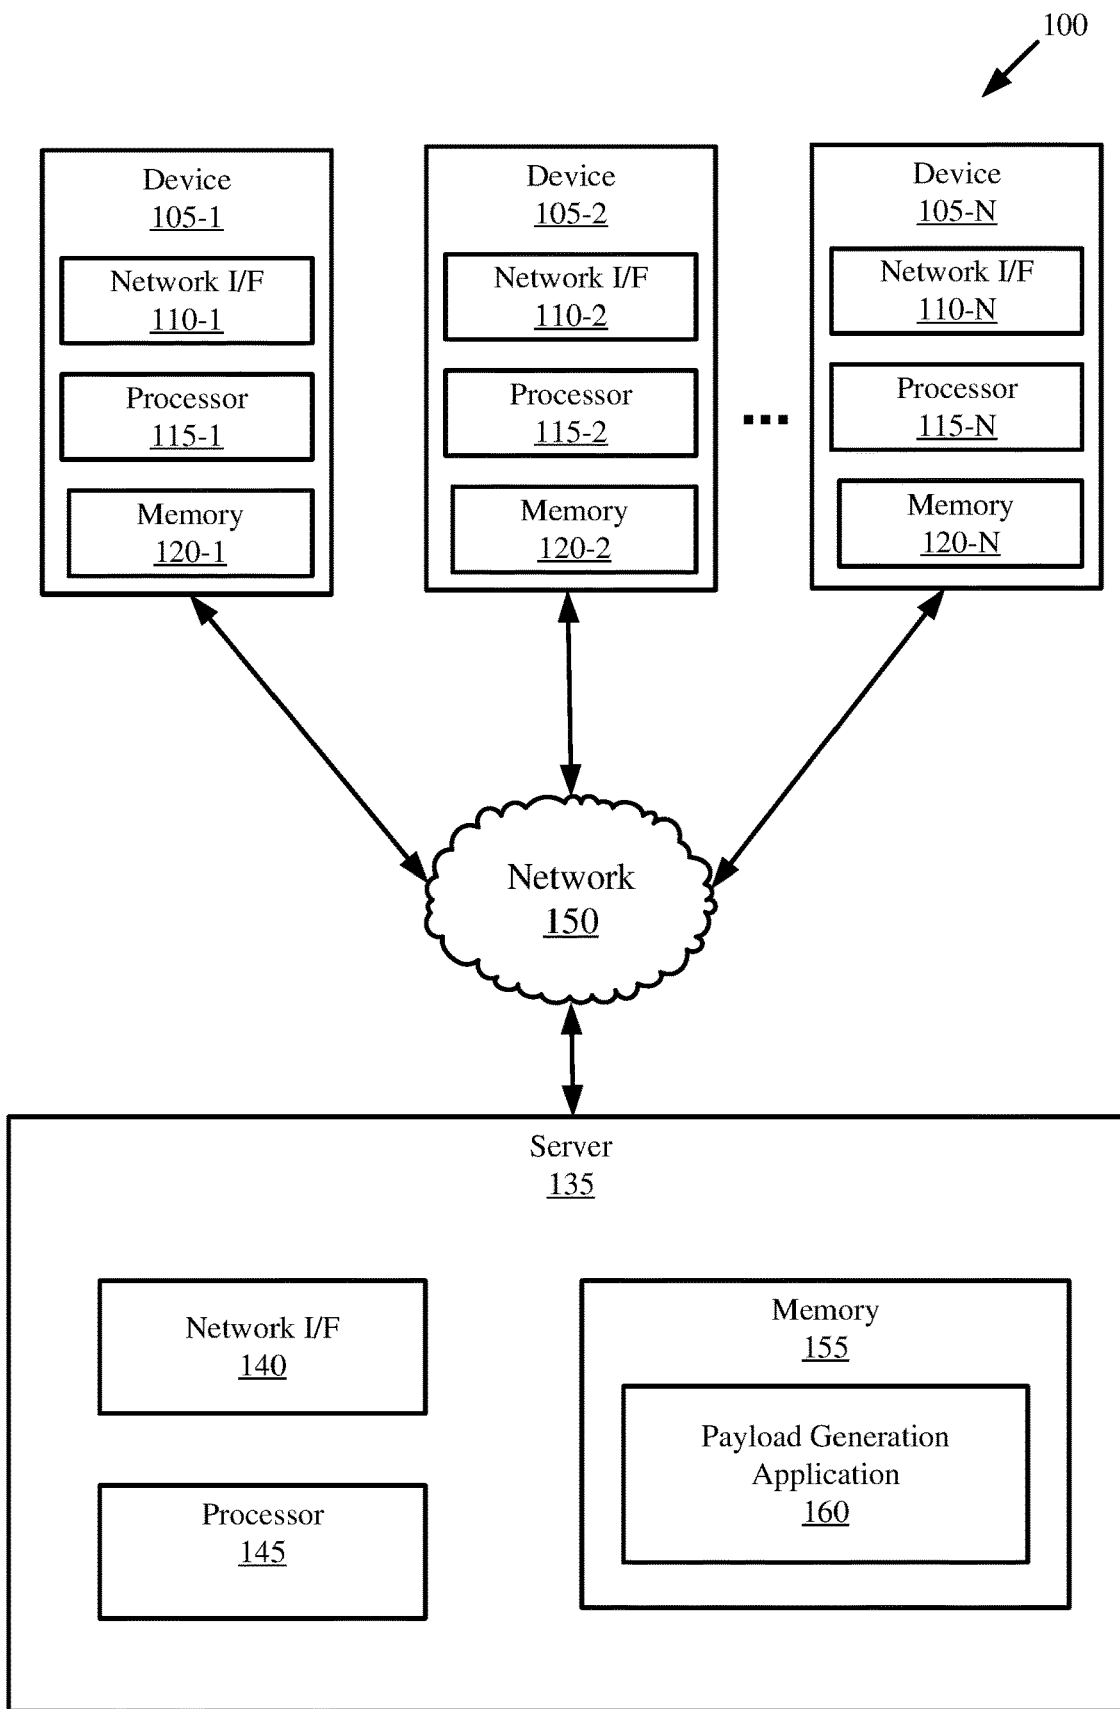 100
Device
105-1
Network I/F
110-1
Processor
115-1
Memory
120-1
Device
105-2
Network I/F
110-2
Processor
115-2
Memory
120-2
...
Device
105-N
Network I/F
110-N
Processor
115-N
Memory
120-N
Network
150
Server
135
Network I/F
140
Processor
145
Memory
155
Payload Generation
Application
160